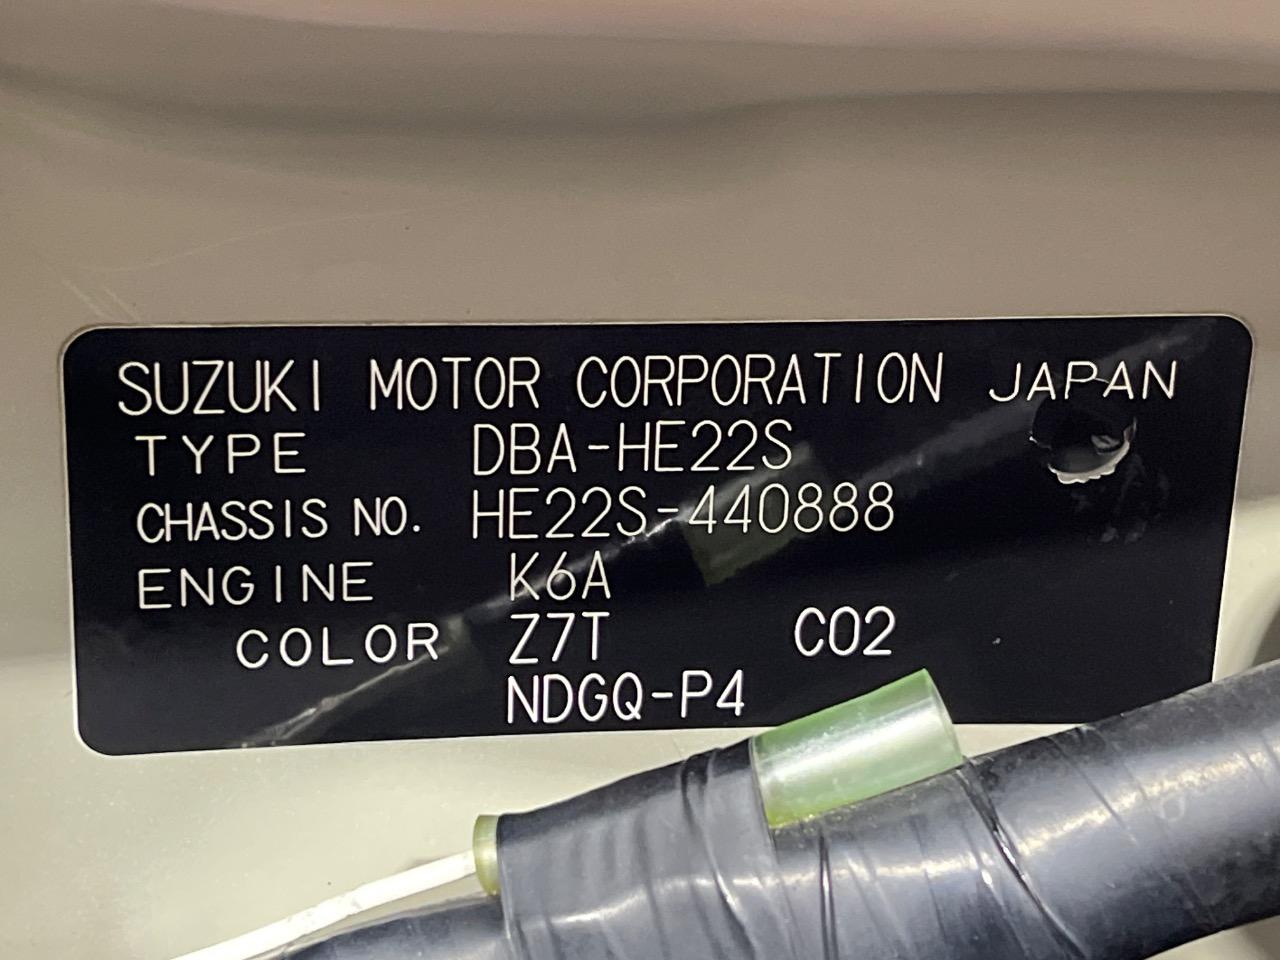 SUZUKI MOTOR CORPORATION JAPAN
TYPE DBA-HE22S
CHASSIS NO. HE22S-440888
ENGINE K6A
COLOR Z7T C02
NDGQ-P4